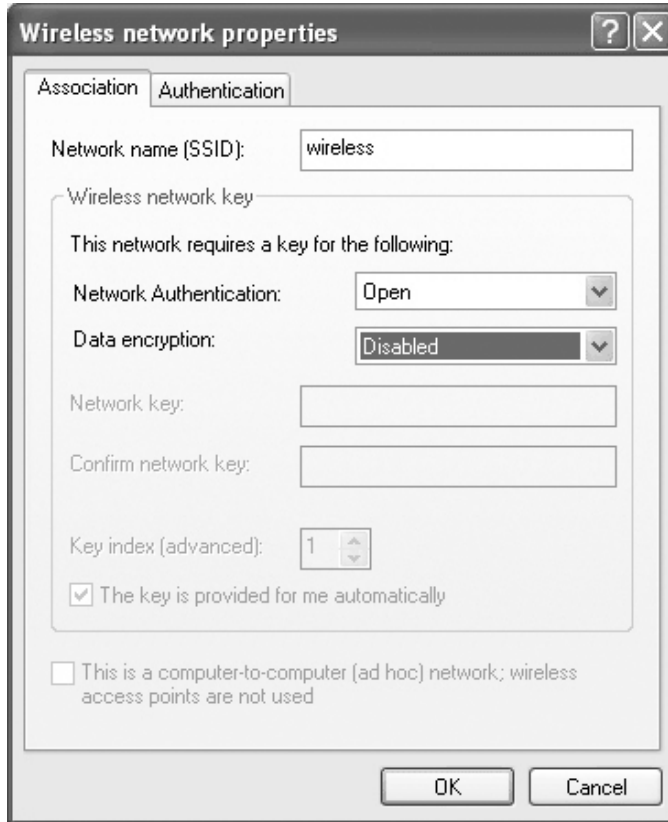 Wireless network properties
Association Authentication
Network name (SSID): wireless
Wireless network key
This network requires a key for the following:
Network Authentication: Open
Data encryption: Disabled
Network key:
Confirm network key:
Key index (advanced): 1
The key is provided for me automatically
This is a computer-to-computer (ad hoc) network; wireless
access points are not used
OK Cancel